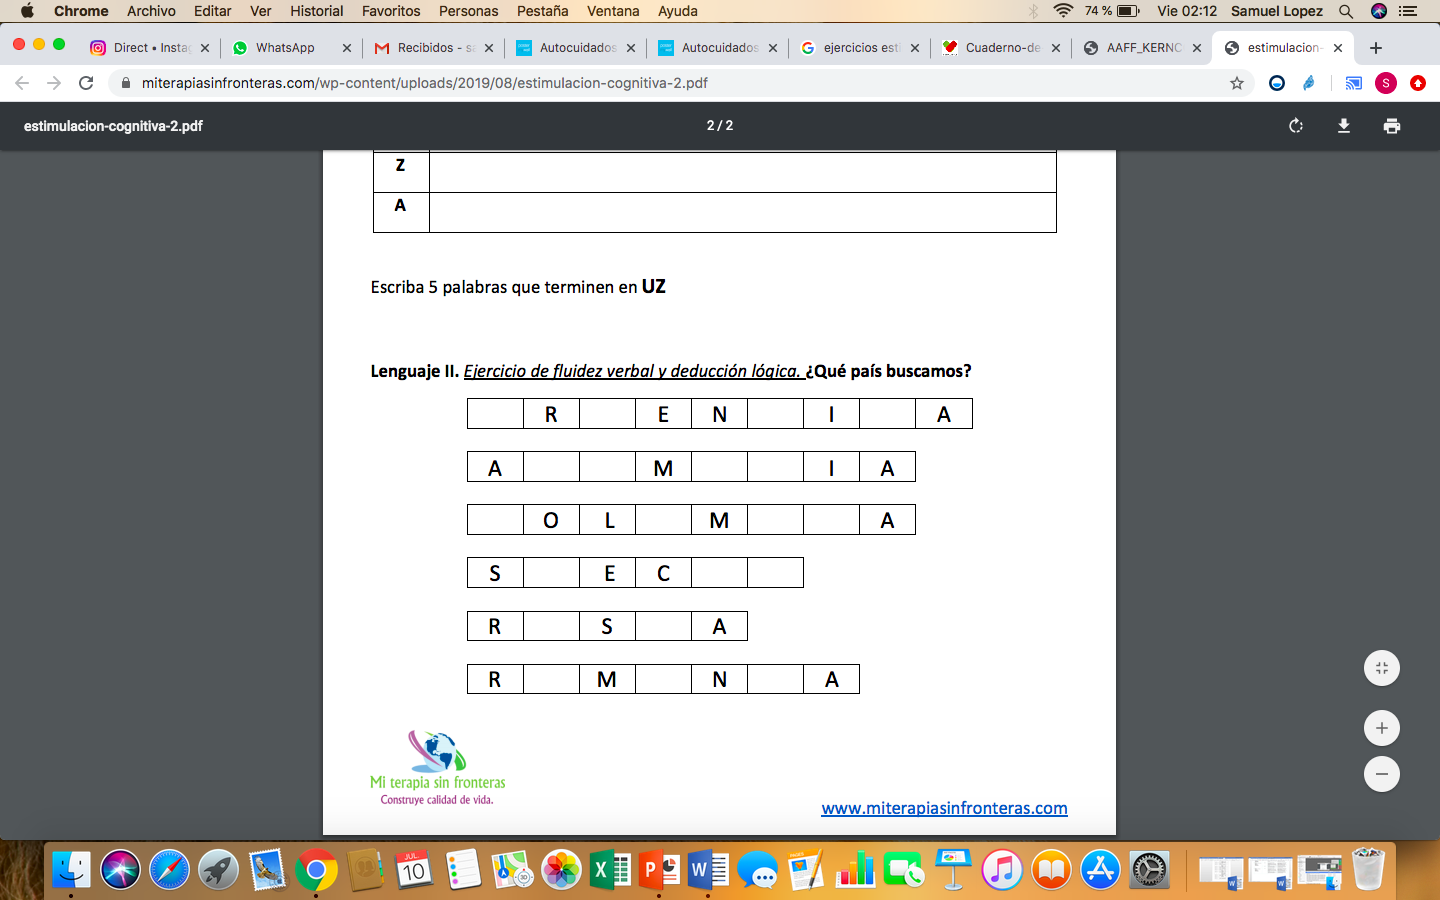 Chrome Archivo Editar Ver Historial Favoritos Personas Pestaña Ventana Ayuda 74 % Vie 02:12 Samuel Lopez
Direct • Insta WhatsApp Recibidos - sa Autocuidados Autocuidados ejercicios est Cuaderno-de AAFF_KERNC estimulacion-
miterapiasinfronteras.com/wp-content/uploads/2019/08/estimulacion-cognitiva-2.pdf S
estimulacion-cognitiva-2.pdf 2 / 2
Z
A
Escriba 5 palabras que terminen en UZ
Lenguaje II. Ejercicio de fluidez verbal y deducción lógica. ¿Qué país buscamos?
R E N I A
A M I A
O L M A
S E C
R S A
R M N A
Mi terapia sin fronteras
Construye calidad de vida.
www.miterapiasinfronteras.com
JUL
10